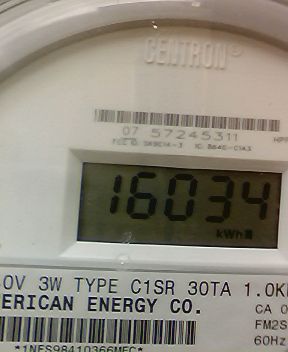 CENTRON®
07 57245311
16034
kWh
0V 3W TYPE C1SR 30TA 1.0K
ERICAN ENERGY CO.
CA 0
FM2S
60Hz
*1NES98410366MEC*